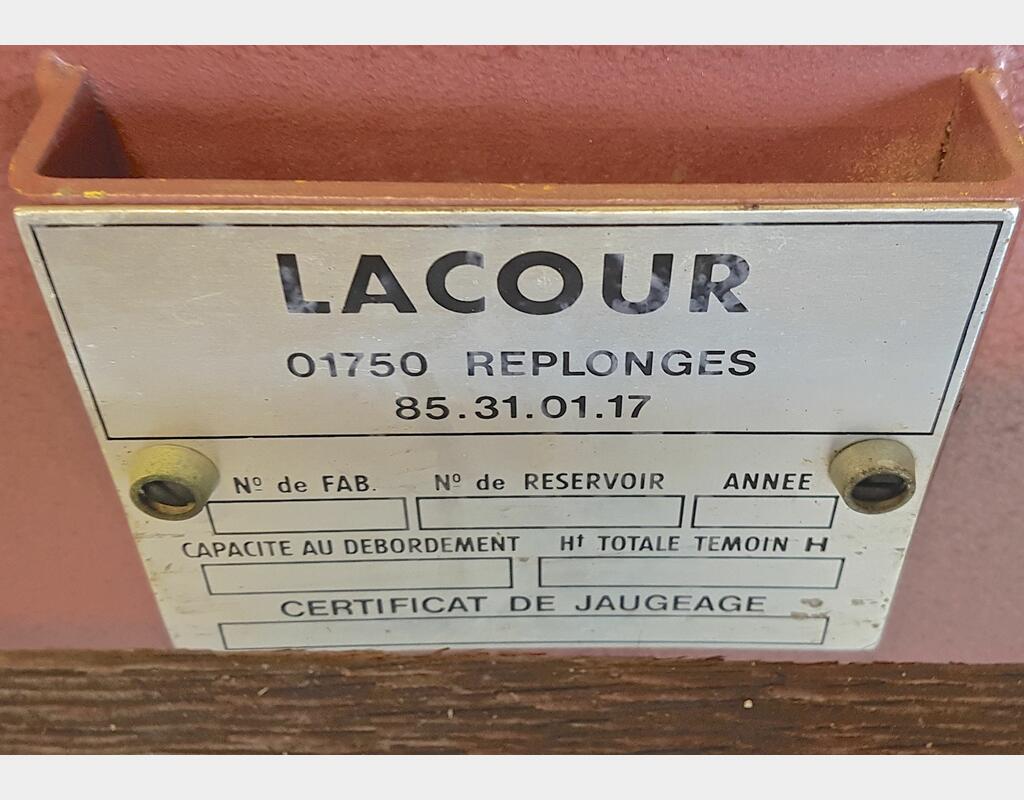 LACOUR
01750 REPLONGES
85.31.01.17
Nº de FAB. Nº de RESERVOIR ANNEE
CAPACITE AU DEBORDEMENT Hᵗ TOTALE TEMOIN H
CERTIFICAT DE JAUGEAGE